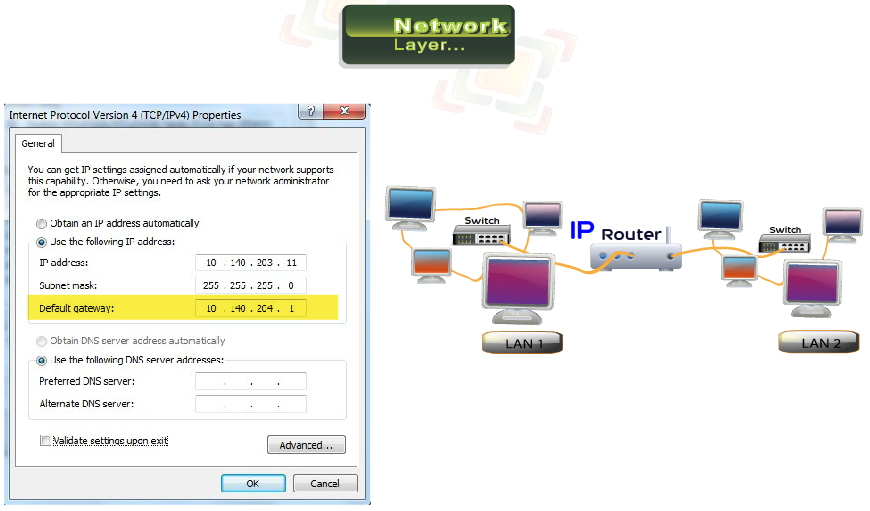 Network
Layer...
Internet Protocol Version 4 (TCP/IPv4) Properties
?
General
You can get IP settings assigned automatically if your network supports
this capability. Otherwise, you need to ask your network administrator
for the appropriate IP settings.
Obtain an IP address automatically
Use the following IP address:
IP address: 10 . 140 . 203 . 11
Subnet mask: 255 . 255 . 255 . 0
Default gateway: 10 . 140 . 204 . 1
Obtain DNS server address automatically
Use the following DNS server addresses:
Preferred DNS server: . . .
Alternate DNS server: . . .
Validate settings upon exit
Advanced...
OK Cancel
Switch
IP Router
Switch
LAN 1
LAN 2